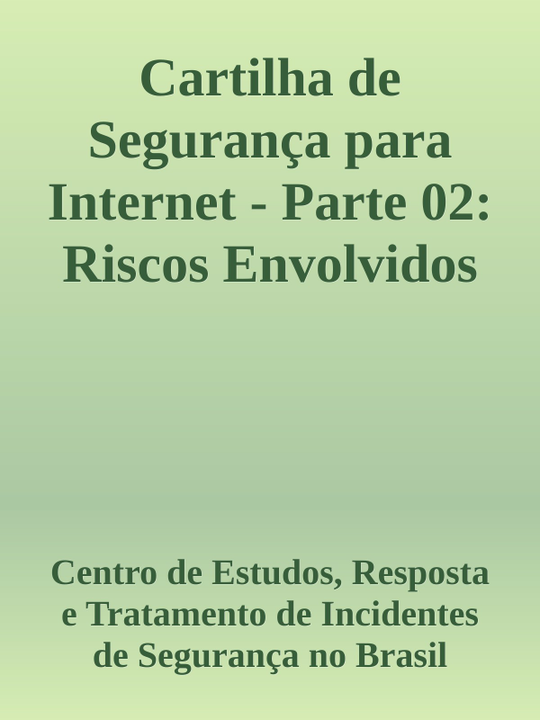 Cartilha de
Segurança para
Internet - Parte 02:
Riscos Envolvidos
Centro de Estudos, Resposta
e Tratamento de Incidentes
de Segurança no Brasil